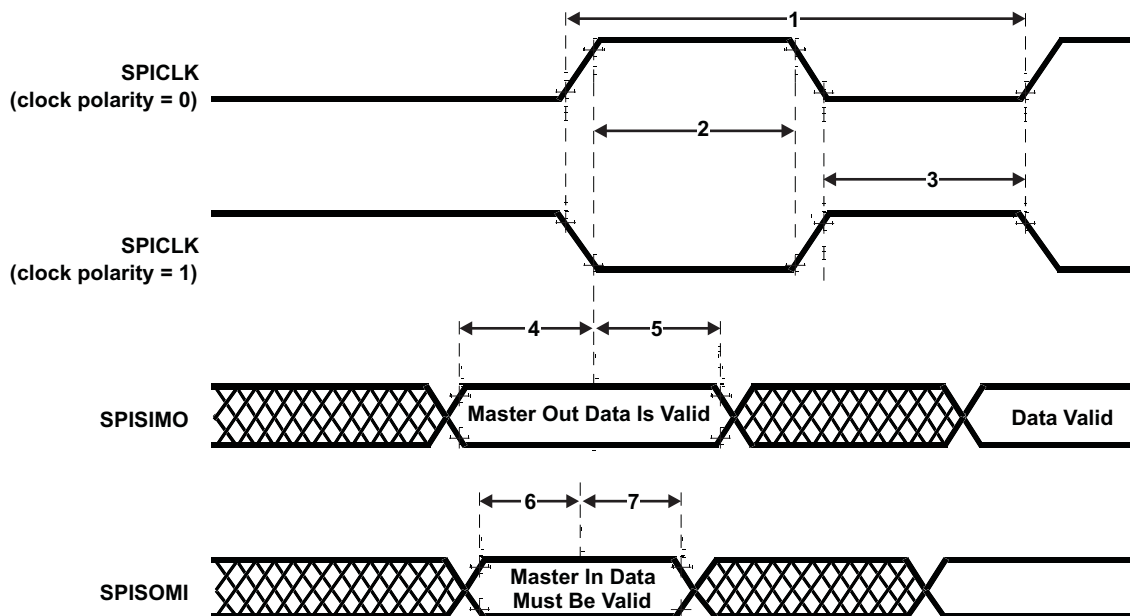 1
SPICLK
(clock polarity = 0)
2
3
SPICLK
(clock polarity = 1)
4
5
SPISIMO
Master Out Data Is Valid
Data Valid
6
7
SPISOMI
Master In Data
Must Be Valid